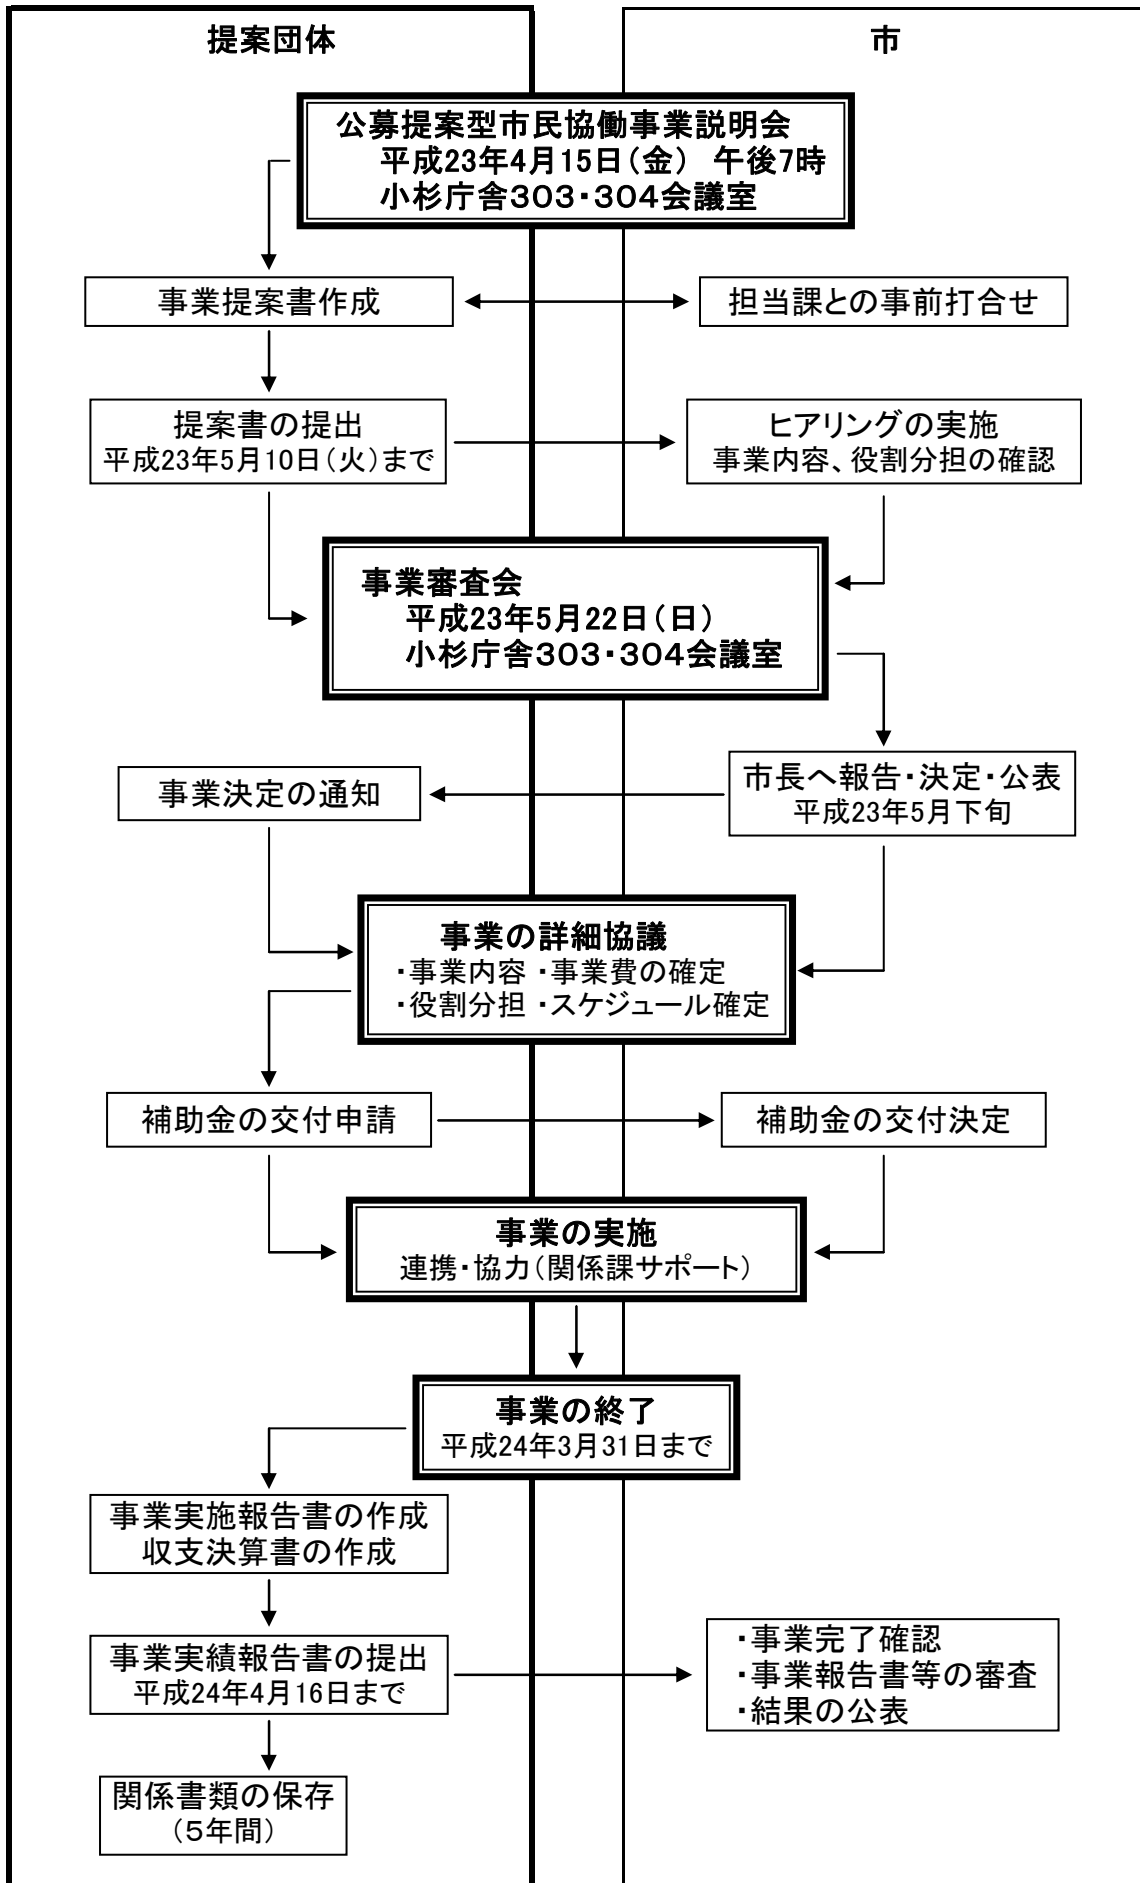 提案団体
市
公募提案型市民協働事業説明会
平成23年4月15日(金) 午後7時
小杉庁舎303・304会議室
事業提案書作成
担当課との事前打合せ
提案書の提出
平成23年5月10日(火)まで
ヒアリングの実施
事業内容、役割分担の確認
事業審査会
平成23年5月22日(日)
小杉庁舎303・304会議室
市長へ報告・決定・公表
平成23年5月下旬
事業決定の通知
事業の詳細協議
・事業内容 ・事業費の確定
・役割分担 ・スケジュール確定
補助金の交付申請
補助金の交付決定
事業の実施
連携・協力(関係課サポート)
事業の終了
平成24年3月31日まで
事業実施報告書の作成
収支決算書の作成
事業実績報告書の提出
平成24年4月16日まで
・事業完了確認
・事業報告書等の審査
・結果の公表
関係書類の保存
(5年間)